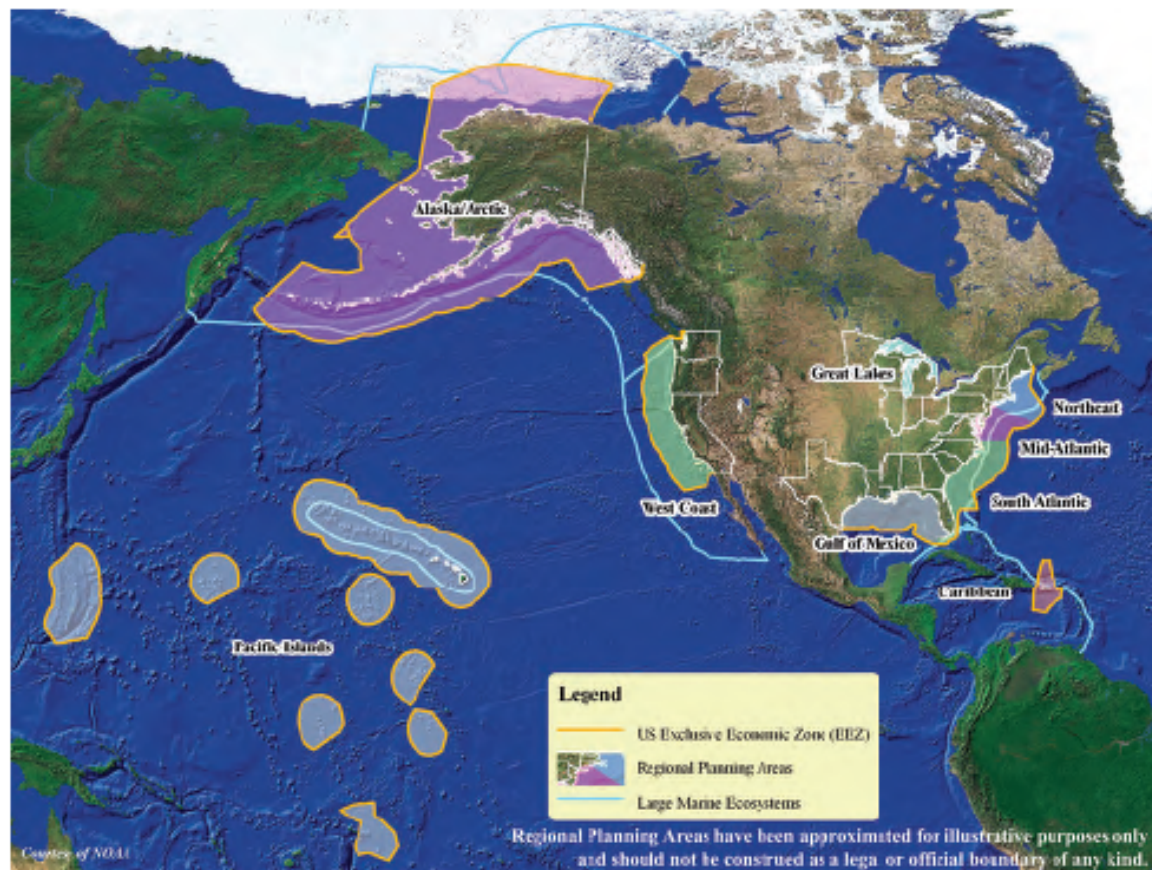 Alaska/Arctic
Great Lakes
Northeast
Mid-Atlantic
South Atlantic
West Coast
Gulf of Mexico
Caribbean
Pacific Islands
Legend
US Exclusive Economic Zone (EEZ)
Regional Planning Areas
Large Marine Ecosystems
Regional Planning Areas have been approximated for illustrative purposes only
and should not be construed as a legal or official boundary of any kind.
Courtesy of NOAA